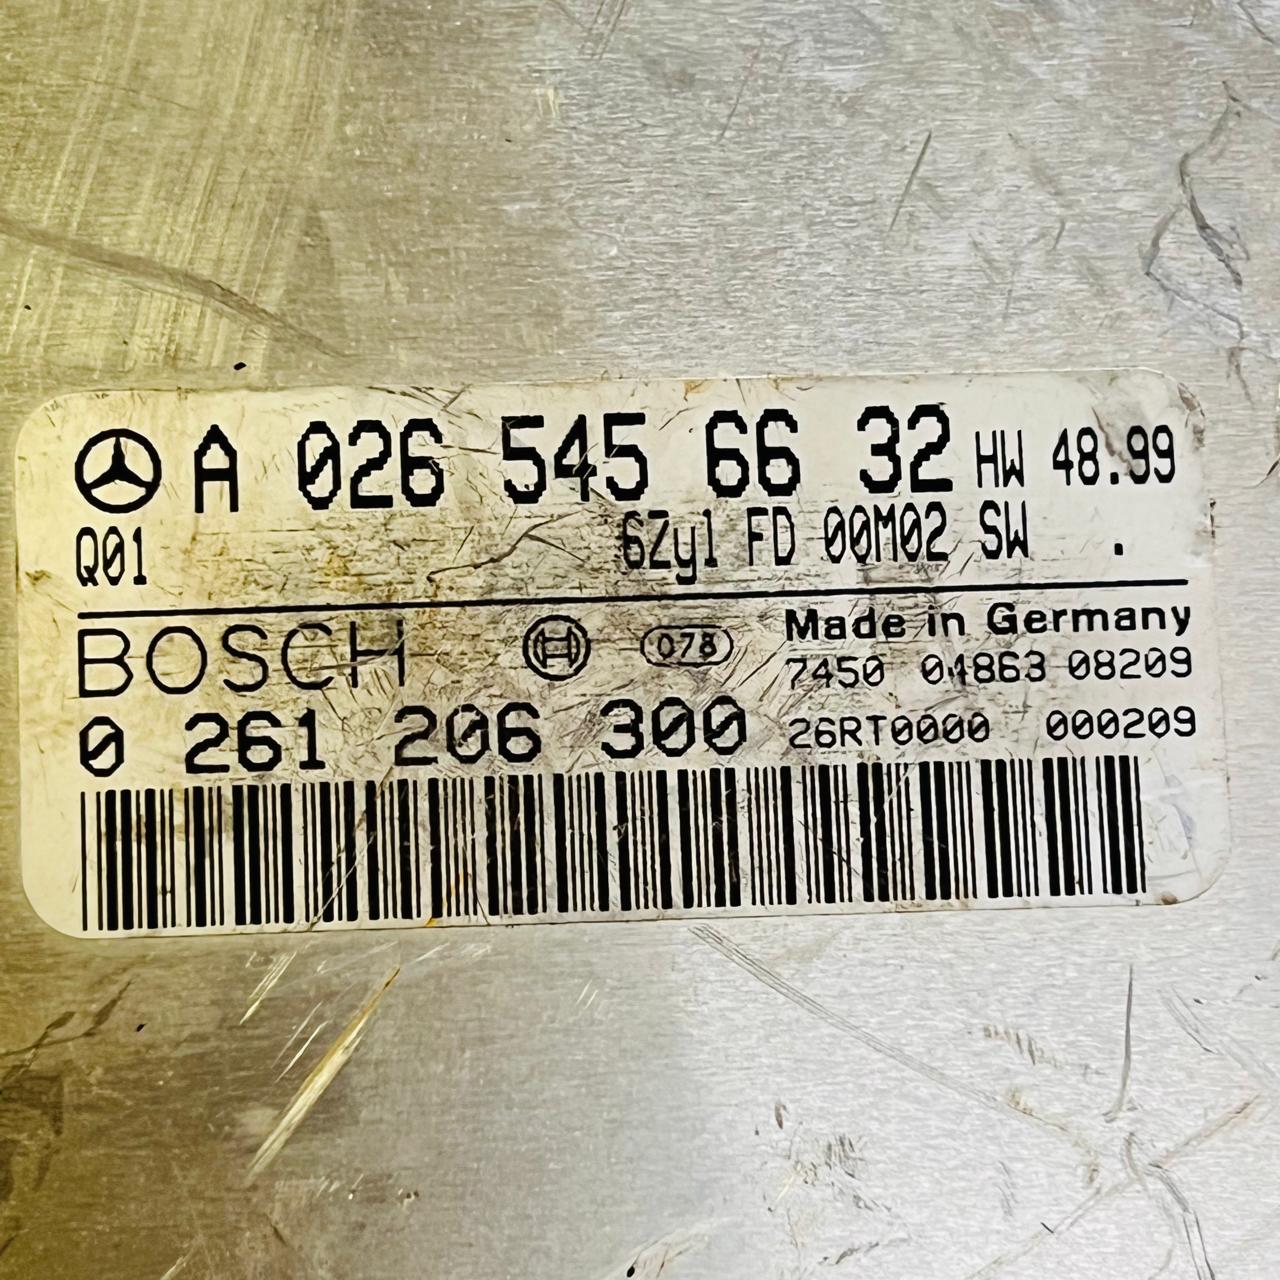 A 026 545 66 32 HW 48.99
Q01 6Zyl FD 00M02 SW .
BOSCH 078 Made in Germany
7450 04863 08209
0 261 206 300 26RT0000 000209